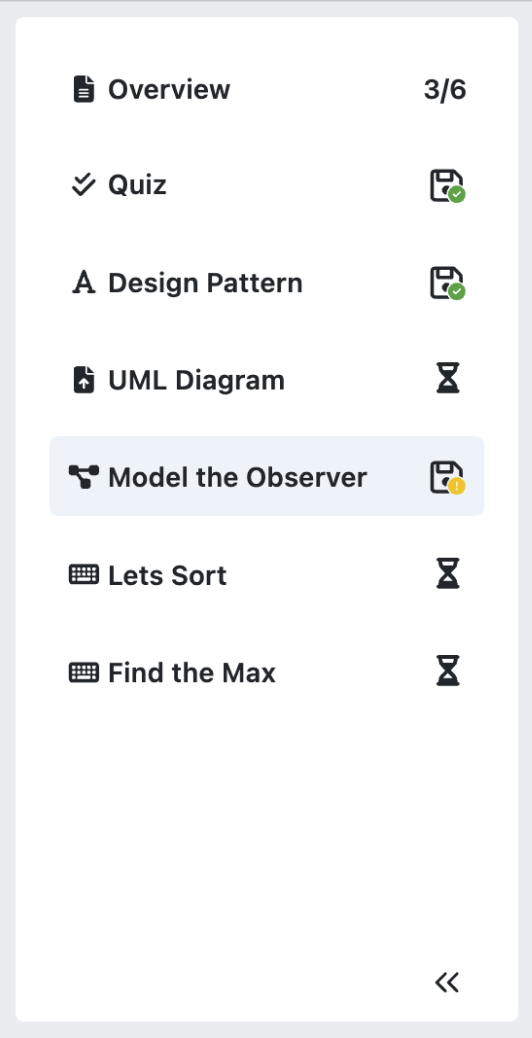 Overview 3/6
Quiz
Design Pattern
UML Diagram
Model the Observer
Lets Sort
Find the Max